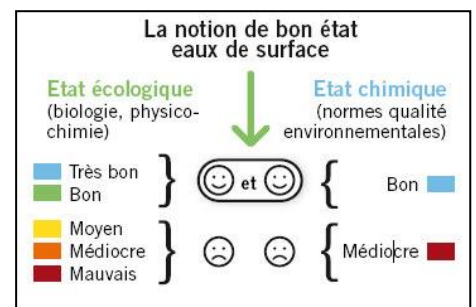 La notion de bon état
eaux de surface
Etat écologique
(biologie, physico-
chimie)
Etat chimique
(normes qualité
environnementales)
Très bon
Bon
et
Bon
Moyen
Médiocre
Mauvais
Médiocre